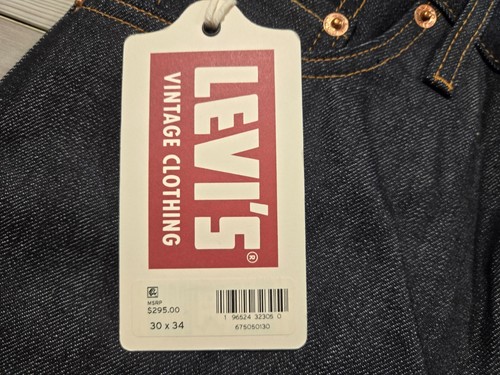 LEVI'S®
VINTAGE CLOTHING
MSRP
$295.00
30 x 34
1 96524 32305 0
675050130